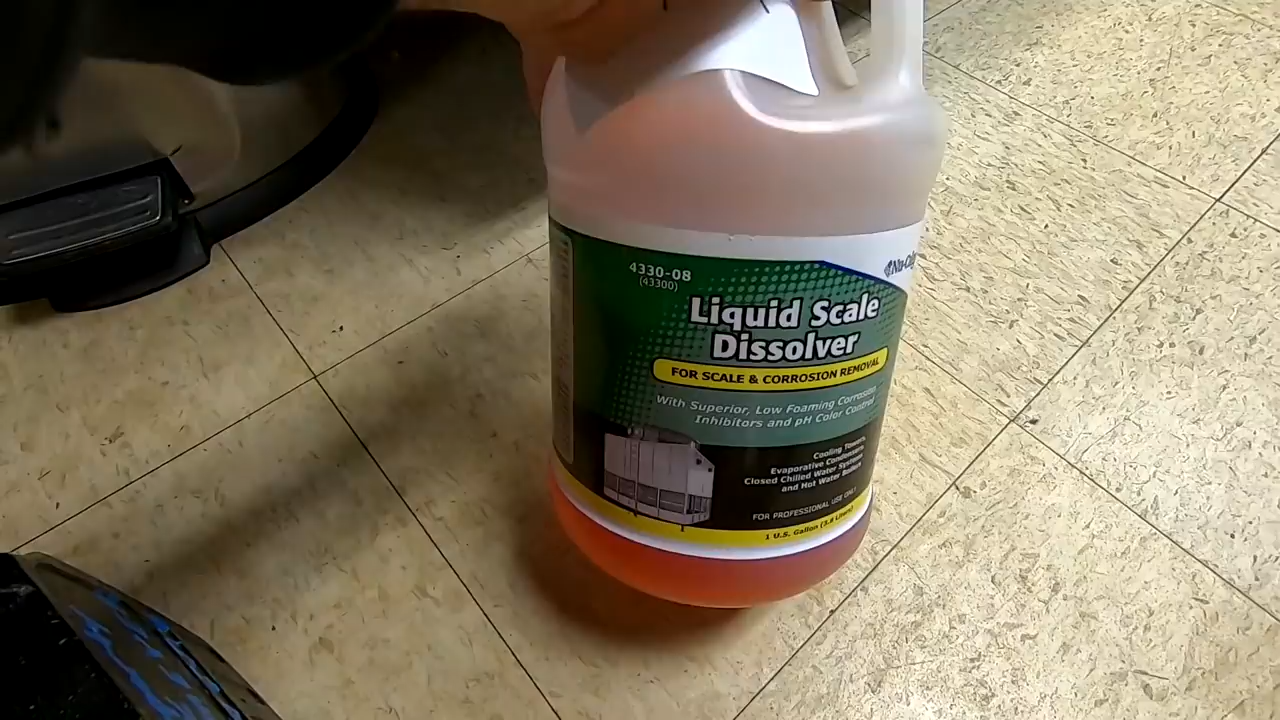 4330-08
(43300)
Liquid Scale
Dissolver
FOR SCALE & CORROSION REMOVAL
With Superior, Low Foaming Corrosion
Inhibitors and pH Color Control
Cooling Towers
Evaporative Condensers
Closed Chilled Water Systems
and Hot Water Boilers
FOR PROFESSIONAL USE ONLY
1 U.S. Gallon (3.8 Liters)